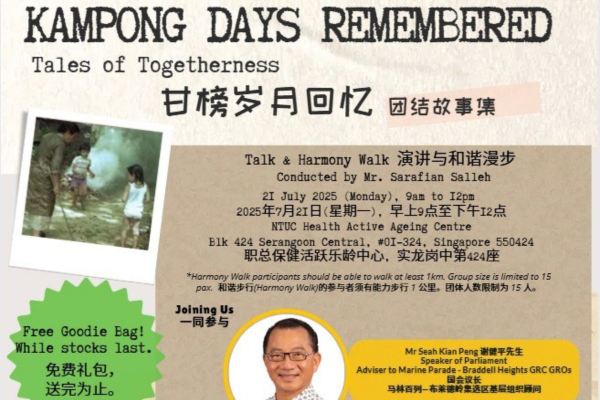 KAMPONG DAYS REMEMBERED
Tales of Togetherness
甘榜岁月回忆 团结故事集
Talk & Harmony Walk 演讲与和谐漫步
Conducted by Mr. Sarafian Salleh
21 July 2025 (Monday), 9am to 12pm
2025年7月21日(星期一), 早上9点至下午12点
NTUC Health Active Ageing Centre
Blk 424 Serangoon Central, #01-324, Singapore 550424
职总保健活跃乐龄中心, 实龙岗中第424座
*Harmony Walk participants should be able to walk at least 1km. Group size is limited to 15
pax. 和谐步行(Harmony Walk)的参与者须有能力步行 1 公里。团体人数限制为 15 人。
Joining Us
一同参与
Free Goodie Bag!
While stocks last.
免费礼包,
送完为止。
Mr Seah Kian Peng 谢健平先生
Speaker of Parliament
Adviser to Marine Parade - Braddell Heights GRC GROs
国会议长
马林百列—布莱德岭集选区基层组织顾问